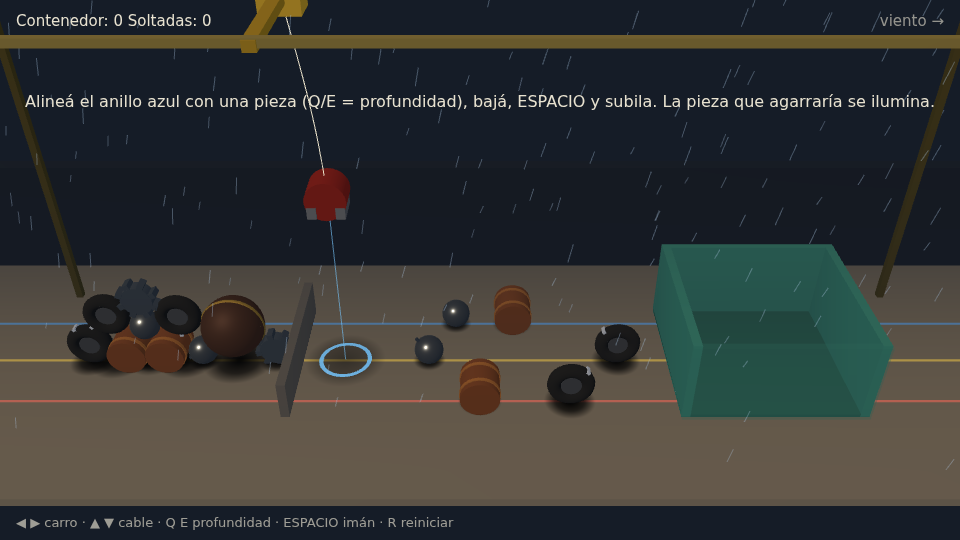 Contenedor: 0 Soltadas: 0
viento →
Alineá el anillo azul con una pieza (Q/E = profundidad), bajá, ESPACIO y subila. La pieza que agarraría se ilumina.
◀ ▶ carro · ▲ ▼ cable · Q E profundidad · ESPACIO imán · R reiniciar